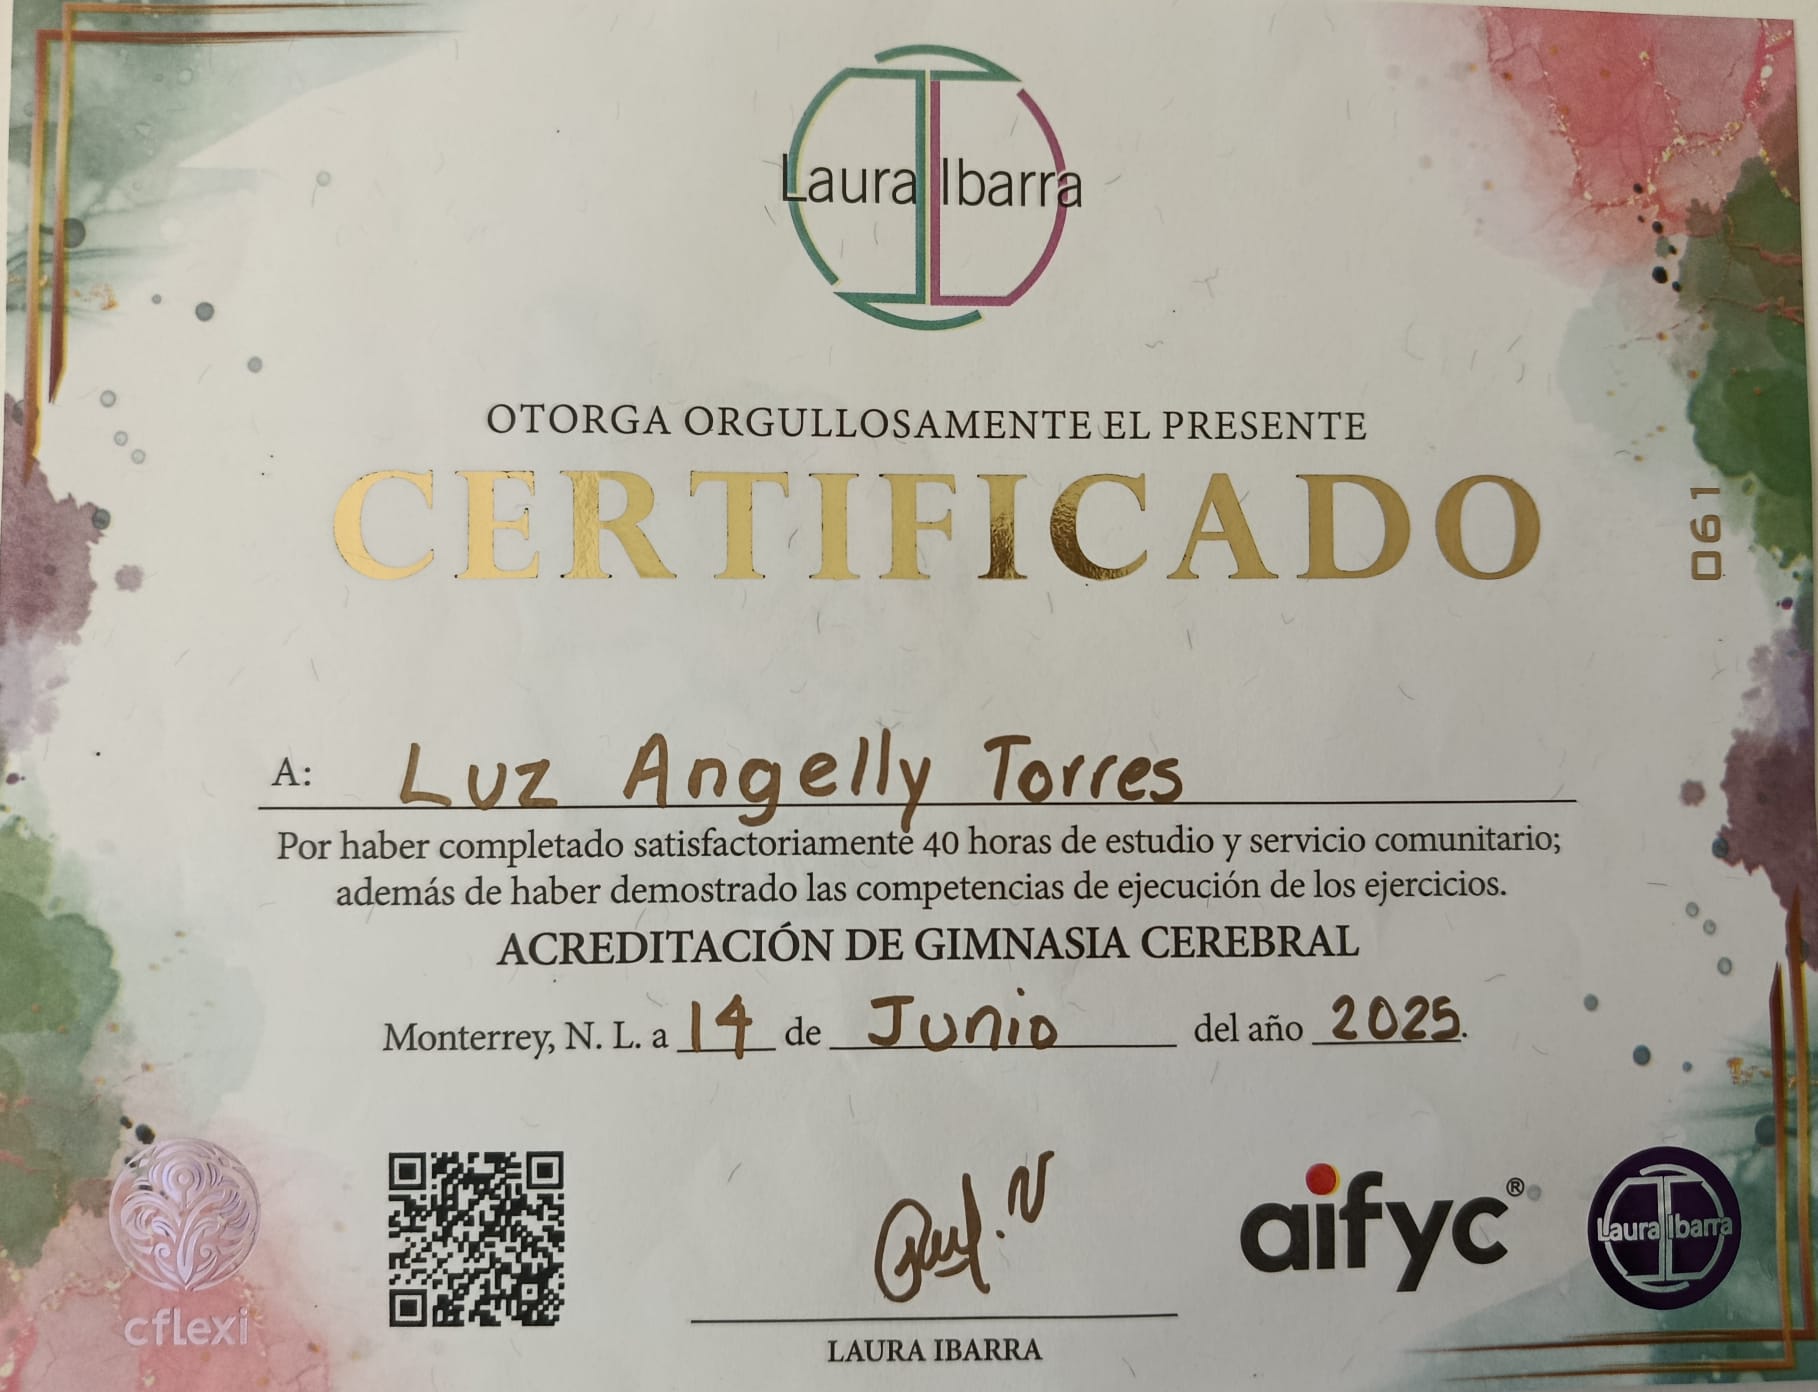 Laura Ibarra
OTORGA ORGULLOSAMENTE EL PRESENTE
CERTIFICADO
061
A: Luz Angelly Torres
Por haber completado satisfactoriamente 40 horas de estudio y servicio comunitario;
además de haber demostrado las competencias de ejecución de los ejercicios.
ACREDITACIÓN DE GIMNASIA CEREBRAL
Monterrey, N. L. a 14 de Junio del año 2025.
cflexi
aifyc®
Laura Ibarra
LAURA IBARRA